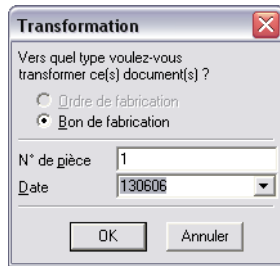 Transformation
Vers quel type voulez-vous
transformer ce(s) document(s) ?
Ordre de fabrication
Bon de fabrication
N° de pièce 1
Date 130606
OK Annuler